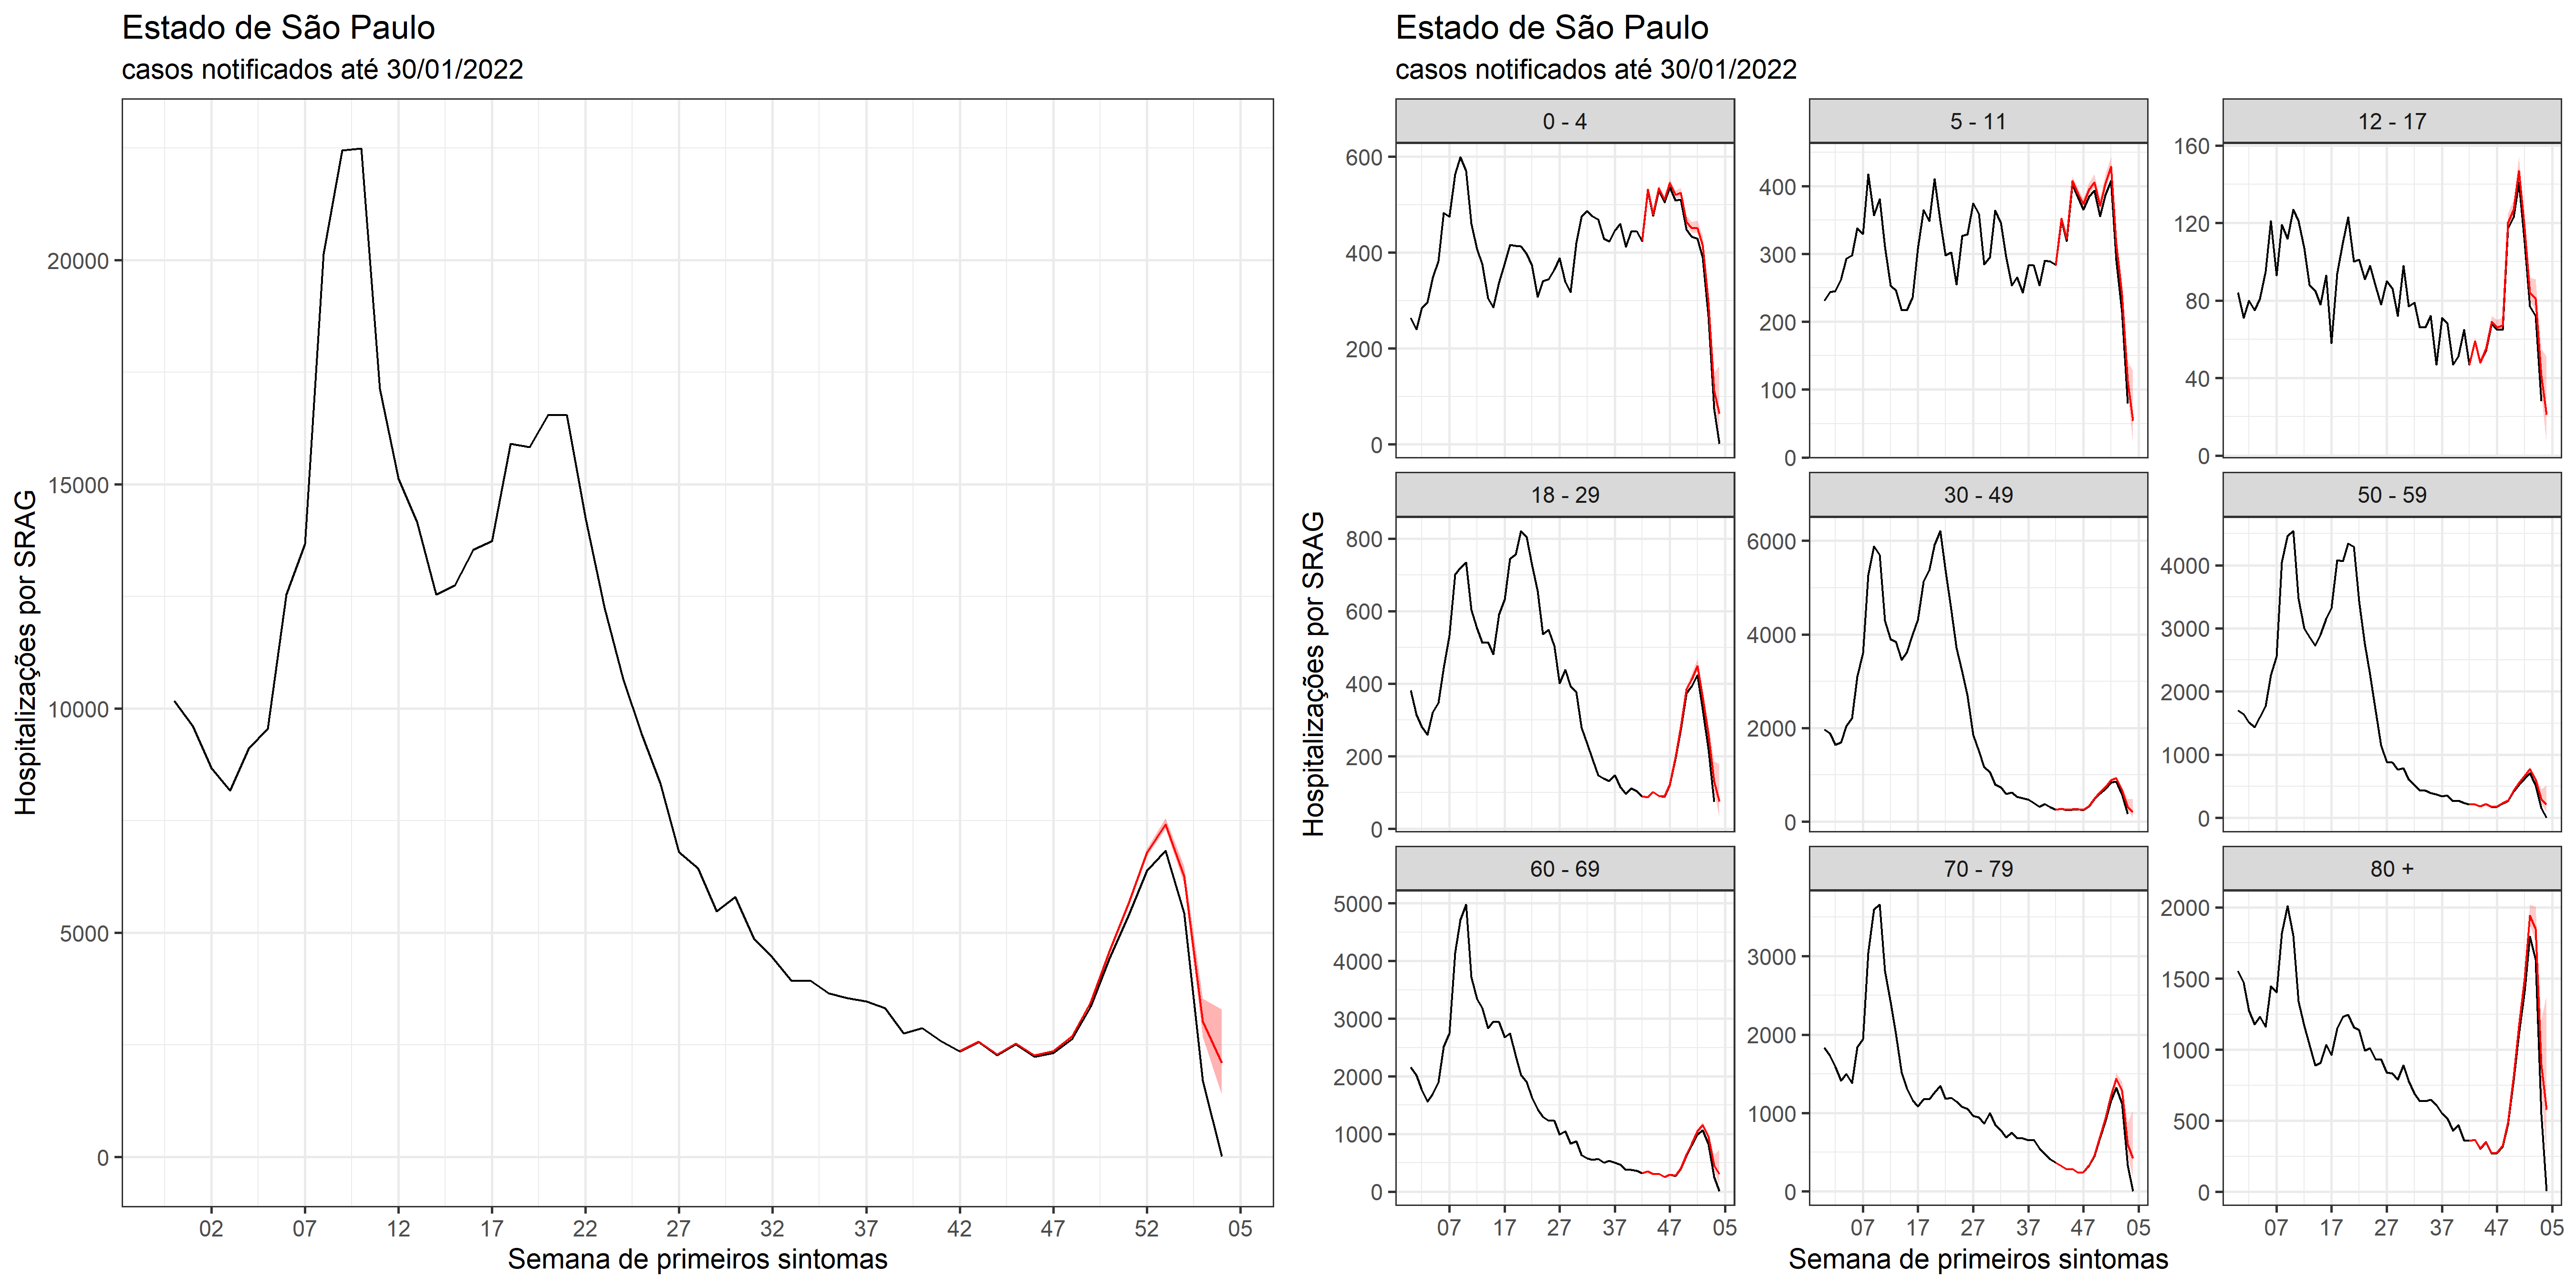 Estado de São Paulo
casos notificados até 30/01/2022
Hospitalizações por SRAG
20000
15000
10000
5000
0
02 07 12 17 22 27 32 37 42 47 52 05
Semana de primeiros sintomas
Estado de São Paulo
casos notificados até 30/01/2022
Hospitalizações por SRAG
0 - 4
600
400
200
0
5 - 11
400
300
200
100
0
12 - 17
160
120
80
40
0
18 - 29
800
600
400
200
0
30 - 49
6000
4000
2000
0
50 - 59
4000
3000
2000
1000
0
60 - 69
5000
4000
3000
2000
1000
0
07 17 27 37 47 05
70 - 79
3000
2000
1000
0
07 17 27 37 47 05
80 +
2000
1500
1000
500
0
07 17 27 37 47 05
Semana de primeiros sintomas